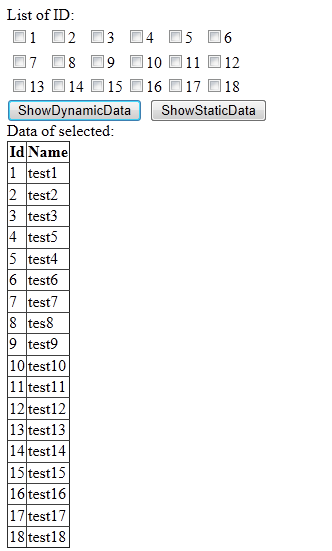 List of ID:
1 2 3 4 5 6
7 8 9 10 11 12
13 14 15 16 17 18
ShowDynamicData ShowStaticData
Data of selected:
Id Name
1 test1
2 test2
3 test3
4 test5
5 test4
6 test6
7 test7
8 tes8
9 test9
10 test10
11 test11
12 test12
13 test13
14 test14
15 test15
16 test16
17 test17
18 test18